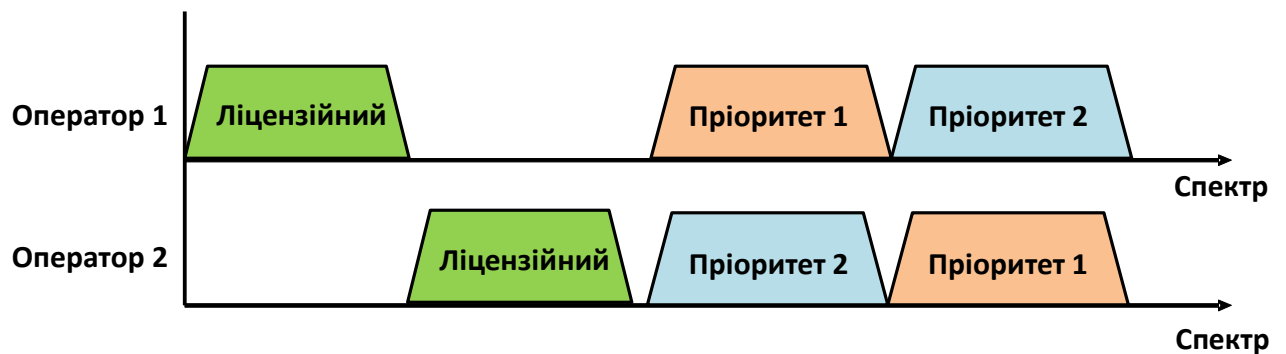 Оператор 1
Ліцензійний
Пріоритет 1
Пріоритет 2
Спектр
Оператор 2
Ліцензійний
Пріоритет 2
Пріоритет 1
Спектр